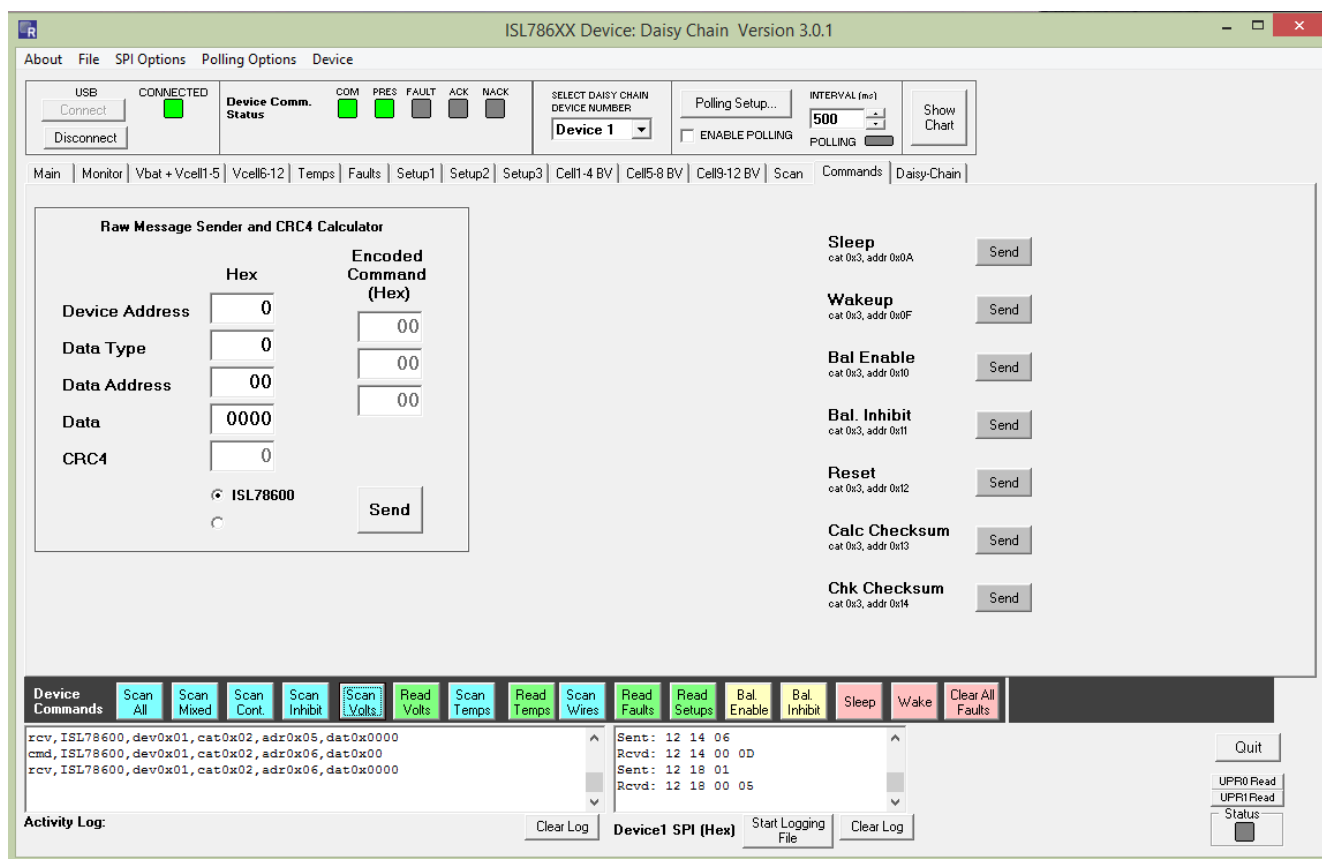 R
ISL786XX Device: Daisy Chain Version 3.0.1
About File SPI Options Polling Options Device
USB
Connect
Disconnect
CONNECTED
Device Comm.
Status
COM PRES FAULT ACK NACK
SELECT DAISY CHAIN
DEVICE NUMBER
Device 1
Polling Setup...
ENABLE POLLING
INTERVAL (ms)
500
POLLING
Show
Chart
Main Monitor Vbat + Vcell1-5 Vcell6-12 Temps Faults Setup1 Setup2 Setup3 Cell1-4 BV Cell5-8 BV Cell9-12 BV Scan Commands Daisy-Chain
Raw Message Sender and CRC4 Calculator
Hex
Encoded
Command
(Hex)
Device Address 0
00
Data Type 0
00
Data Address 00
00
Data 0000
CRC4 0
ISL78600
Send
Sleep
cat 0x3, addr 0x0A
Send
Wakeup
cat 0x3, addr 0x0F
Send
Bal Enable
cat 0x3, addr 0x10
Send
Bal. Inhibit
cat 0x3, addr 0x11
Send
Reset
cat 0x3, addr 0x12
Send
Calc Checksum
cat 0x3, addr 0x13
Send
Chk Checksum
cat 0x3, addr 0x14
Send
Device
Commands
Scan
All
Scan
Mixed
Scan
Cont.
Scan
Inhibit
Scan
Volts
Read
Volts
Scan
Temps
Read
Temps
Scan
Wires
Read
Faults
Read
Setups
Bal.
Enable
Bal.
Inhibit
Sleep
Wake
Clear All
Faults
rcv,ISL78600,dev0x01,cat0x02,adr0x05,dat0x0000
cmd,ISL78600,dev0x01,cat0x02,adr0x06,dat0x00
rcv,ISL78600,dev0x01,cat0x02,adr0x06,dat0x0000
Sent: 12 14 06
Rcvd: 12 14 00 0D
Sent: 12 18 01
Rcvd: 12 18 00 05
Quit
UPR0 Read
UPR1 Read
Status
Activity Log:
Clear Log
Device1 SPI (Hex)
Start Logging
File
Clear Log